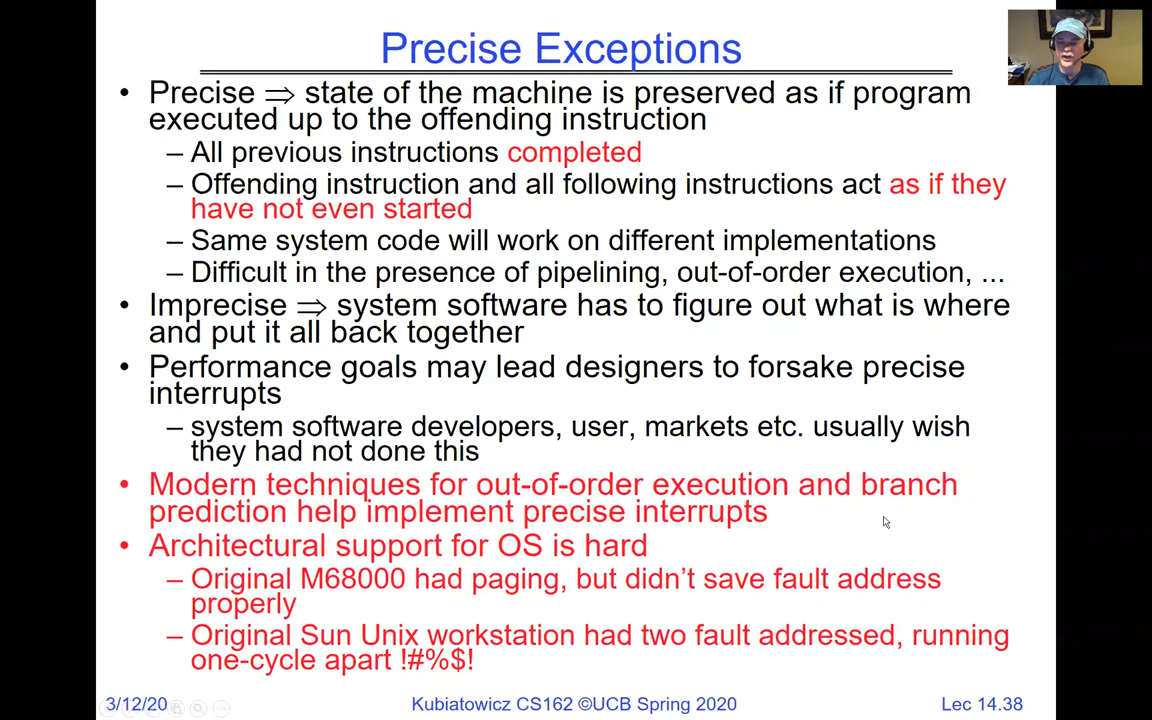 Precise Exceptions
• Precise ⇒ state of the machine is preserved as if program
executed up to the offending instruction
– All previous instructions completed
– Offending instruction and all following instructions act as if they
have not even started
– Same system code will work on different implementations
– Difficult in the presence of pipelining, out-of-order execution, ...
• Imprecise ⇒ system software has to figure out what is where
and put it all back together
• Performance goals may lead designers to forsake precise
interrupts
– system software developers, user, markets etc. usually wish
they had not done this
• Modern techniques for out-of-order execution and branch
prediction help implement precise interrupts
• Architectural support for OS is hard
– Original M68000 had paging, but didn't save fault address
properly
– Original Sun Unix workstation had two fault addressed, running
one-cycle apart !#%$!
3/12/20 Kubiatowicz CS162 ©UCB Spring 2020 Lec 14.38